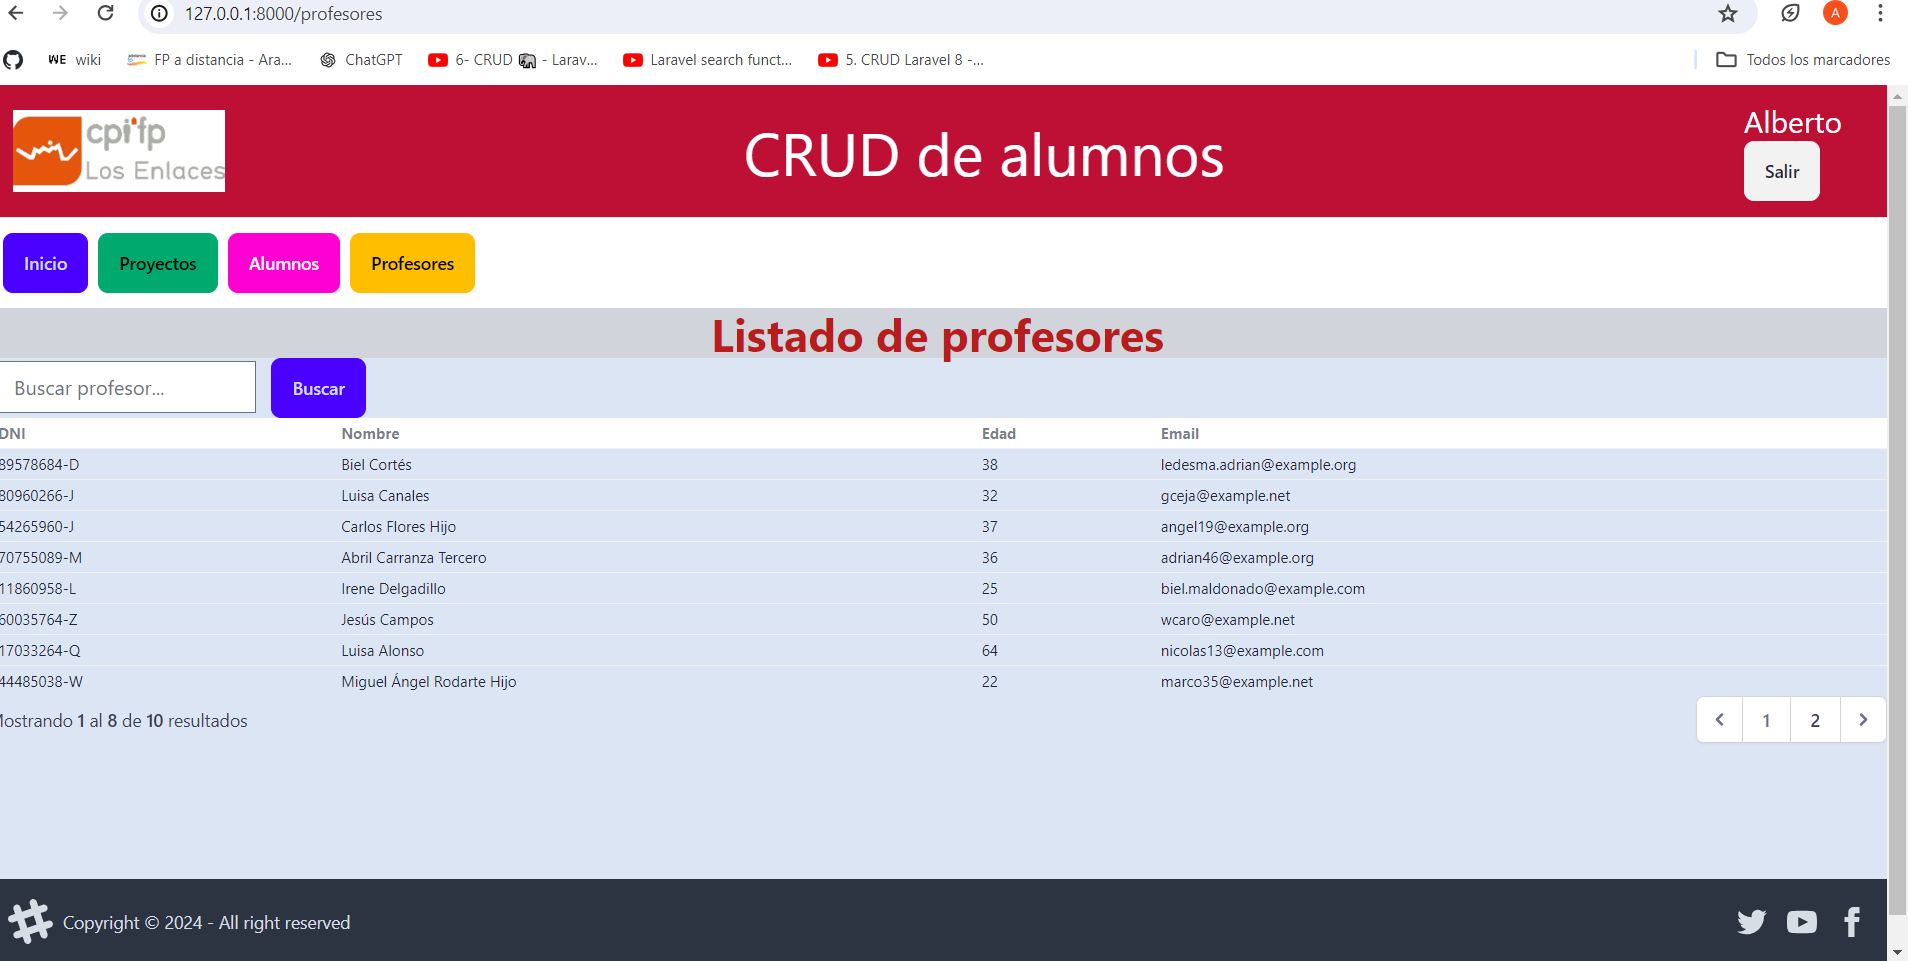 127.0.0.1:8000/profesores
A
WE wiki
FP a distancia - Ara...
ChatGPT
6- CRUD 🐘 - Larav...
Laravel search funct...
5. CRUD Laravel 8 -...
Todos los marcadores
cpi'fp
Los Enlaces
CRUD de alumnos
Alberto
Salir
Inicio
Proyectos
Alumnos
Profesores
Listado de profesores
Buscar profesor...
Buscar
DNI Nombre Edad Email
89578684-D Biel Cortés 38 ledesma.adrian@example.org
80960266-J Luisa Canales 32 gceja@example.net
54265960-J Carlos Flores Hijo 37 angel19@example.org
70755089-M Abril Carranza Tercero 36 adrian46@example.org
11860958-L Irene Delgadillo 25 biel.maldonado@example.com
60035764-Z Jesús Campos 50 wcaro@example.net
17033264-Q Luisa Alonso 64 nicolas13@example.com
44485038-W Miguel Ángel Rodarte Hijo 22 marco35@example.net
Mostrando 1 al 8 de 10 resultados
1 2
Copyright © 2024 - All right reserved